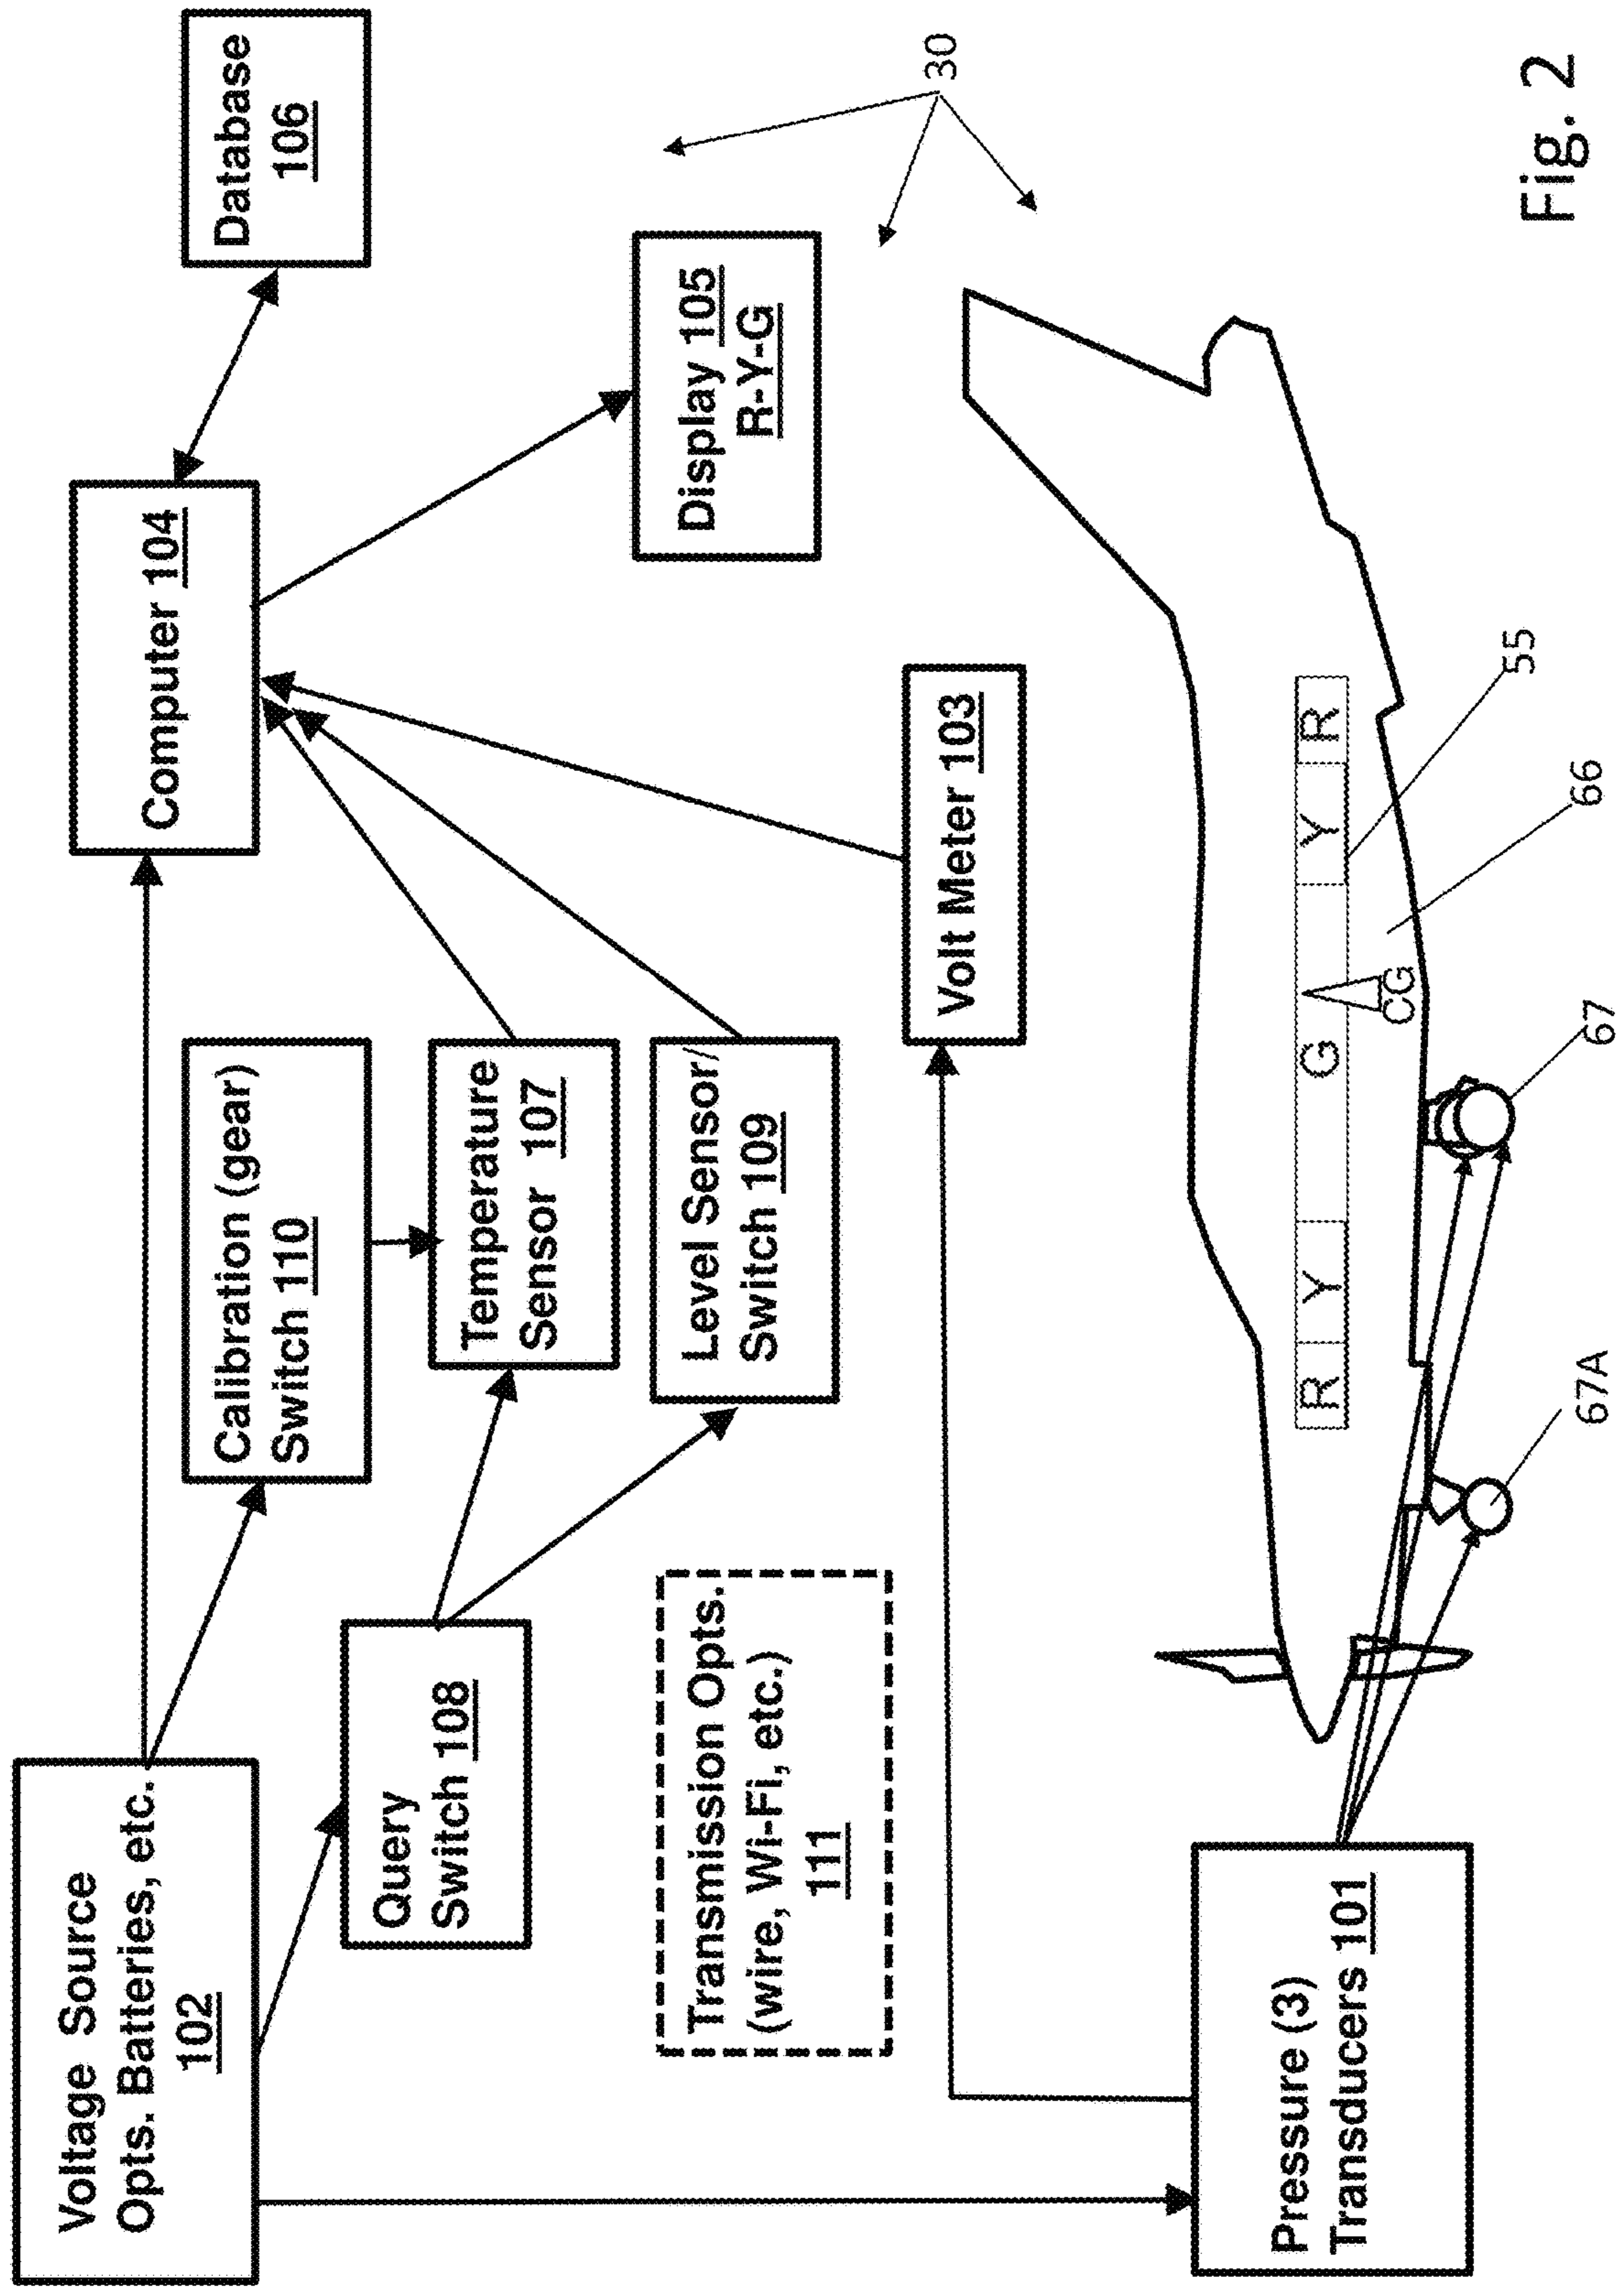 Voltage Source
Opts. Batteries, etc.
102
Computer 104
Database
106
Calibration (gear)
Switch 110
Query
Switch 108
Temperature
Sensor 107
Display 105
R-Y-G
Level Sensor/
Switch 109
Transmission Opts.
(wire, Wi-Fi, etc.)
111
30
Volt Meter 103
Pressure (3)
Transducers 101
R Y G Y R
CG
55
66
67
67A
Fig. 2